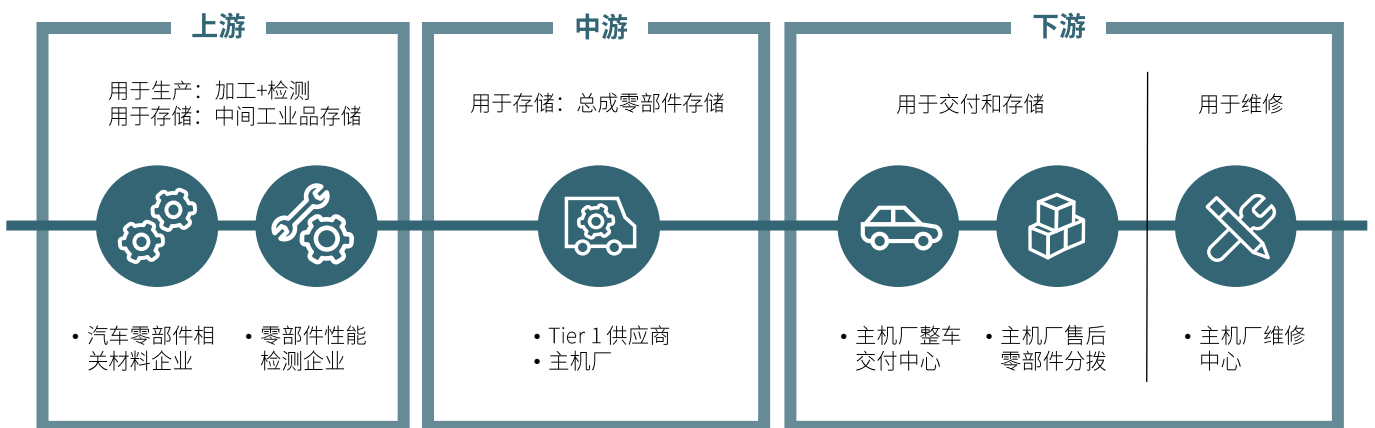 上游
用于生产：加工+检测
用于存储：中间工业品存储
• 汽车零部件相
关材料企业
• 零部件性能
检测企业
中游
用于存储：总成零部件存储
• Tier 1 供应商
• 主机厂
下游
用于交付和存储
• 主机厂整车
交付中心
• 主机厂售后
零部件分拨
用于维修
• 主机厂维修
中心